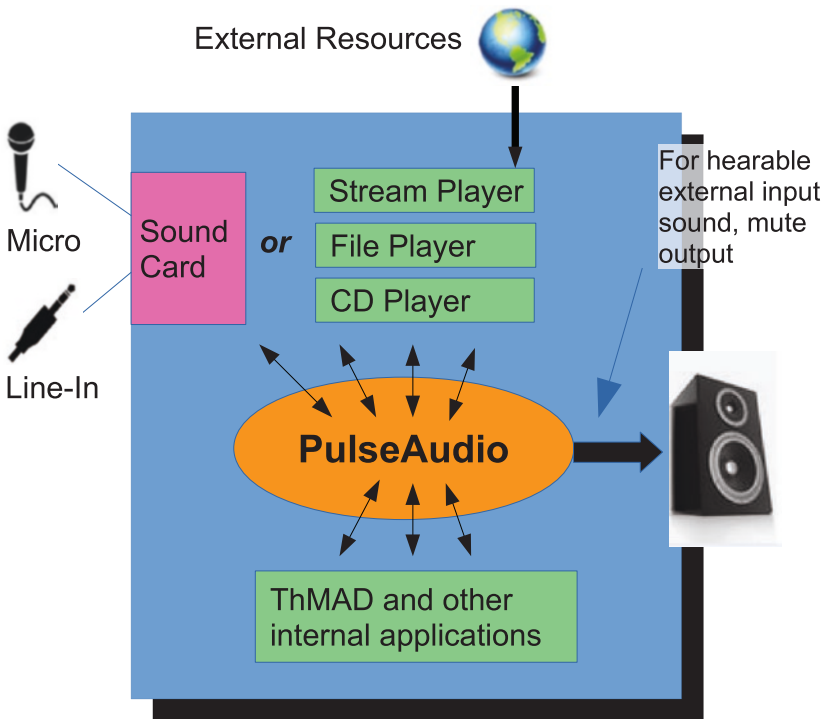 External Resources
Micro
Line-In
Sound
Card
or
Stream Player
File Player
CD Player
For hearable
external input
sound, mute
output
PulseAudio
ThMAD and other
internal applications